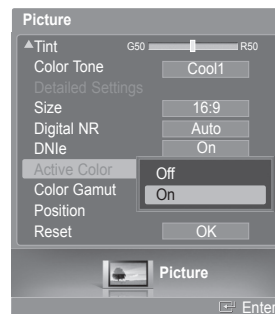 Picture
▲Tint G50 R50
Color Tone Cool1
Detailed Settings
Size 16:9
Digital NR Auto
DNIe On
Active Color Off
Color Gamut On
Position
Reset OK
Picture
Enter